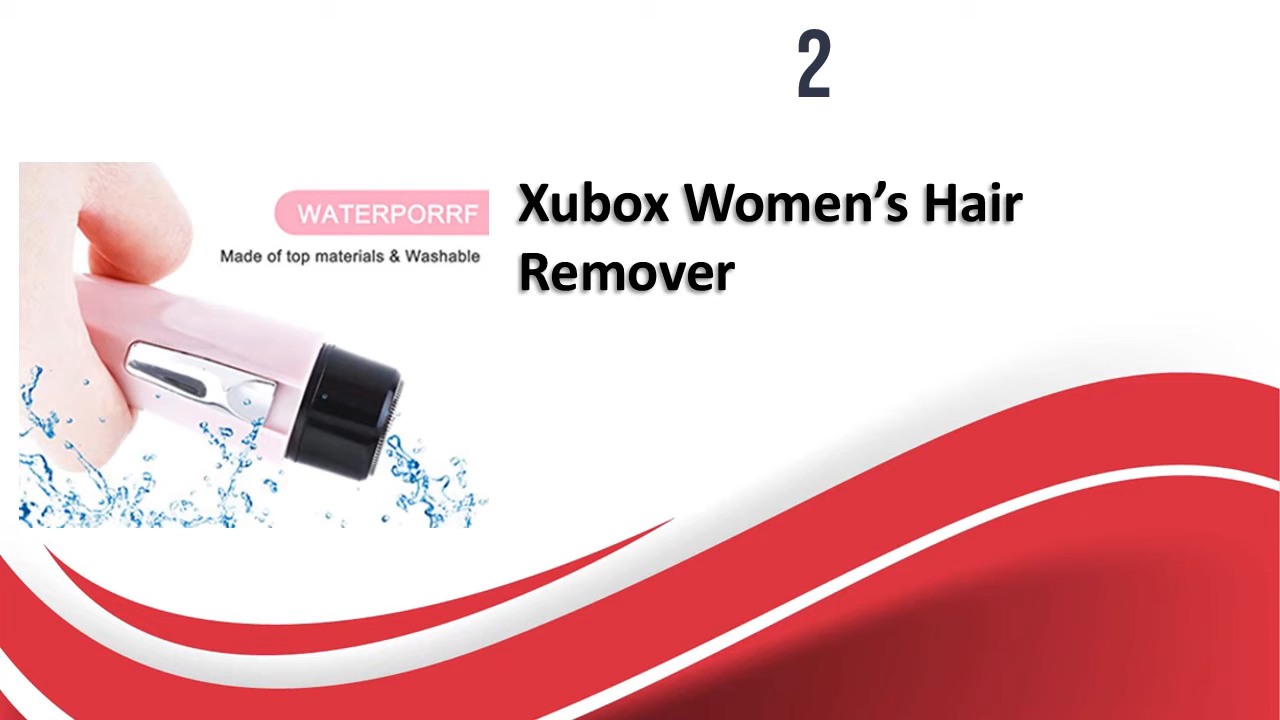 2
WATERPORRF
Made of top materials & Washable
Xubox Women’s Hair
Remover